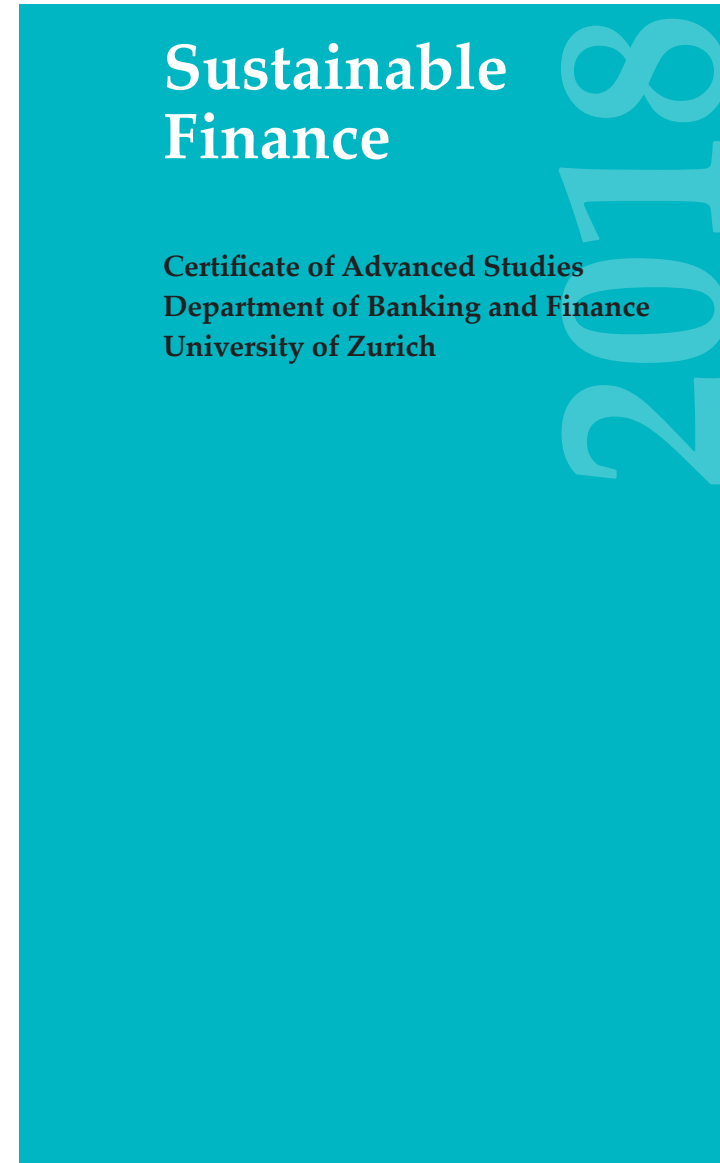 Sustainable
Finance
2018
Certificate of Advanced Studies
Department of Banking and Finance
University of Zurich